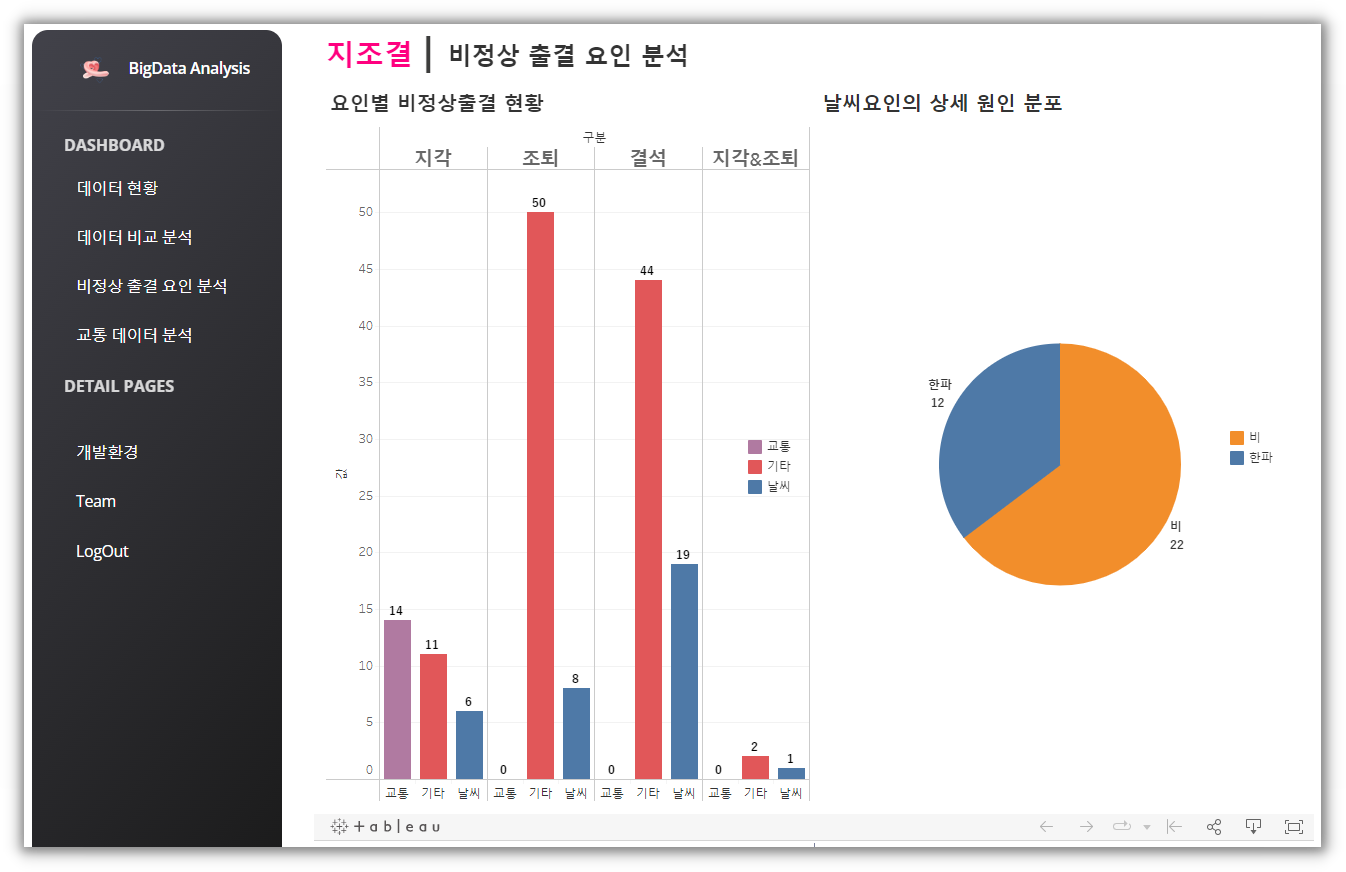 BigData Analysis
DASHBOARD
데이터 현황
데이터 비교 분석
비정상 출결 요인 분석
교통 데이터 분석
DETAIL PAGES
개발환경
Team
LogOut
지조결 | 비정상 출결 요인 분석
요인별 비정상출결 현황
구분
지각 조퇴 결석 지각&조퇴
50
45
40
35
30
25
20
15
10
5
0
값
14 11 6
0 50 8
0 44 19
0 2 1
교통 기타 날씨 교통 기타 날씨 교통 기타 날씨 교통 기타 날씨
교통
기타
날씨
날씨요인의 상세 원인 분포
한파
12
비
22
비
한파
+ableau